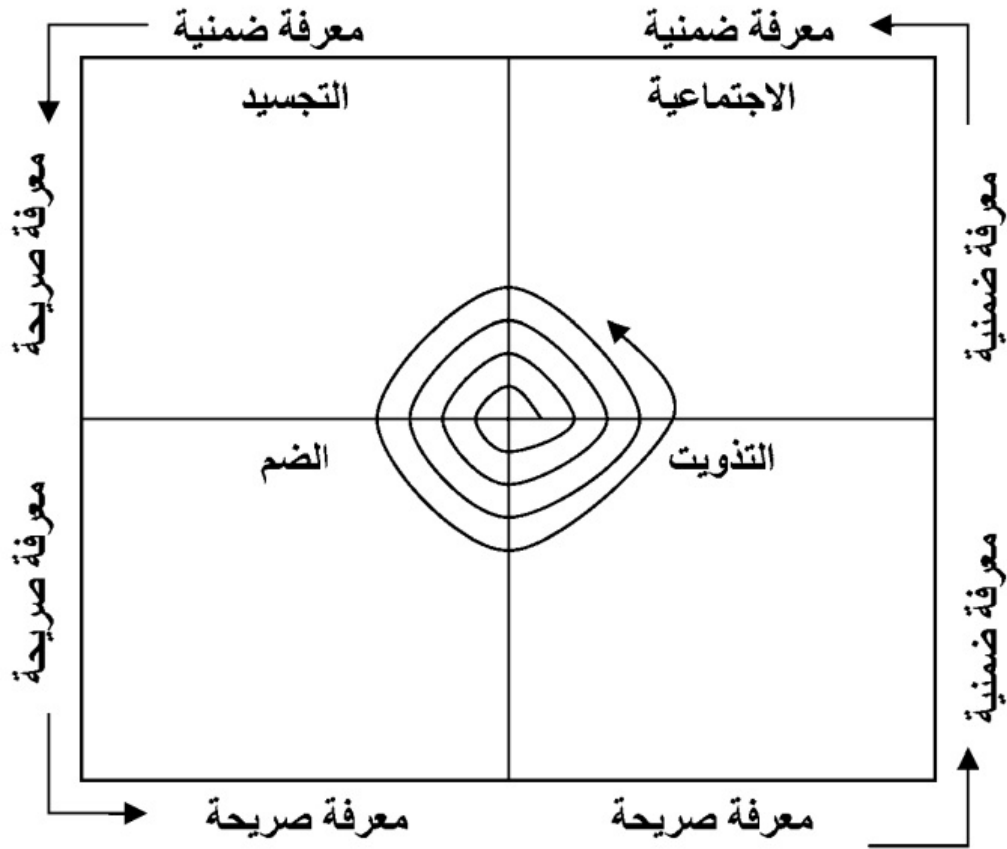 معرفة ضمنية
معرفة ضمنية
الاجتماعية
التجسيد
معرفة ضمنية
معرفة صريحة
التذويت
الضم
معرفة ضمنية
معرفة صريحة
معرفة صريحة
معرفة صريحة